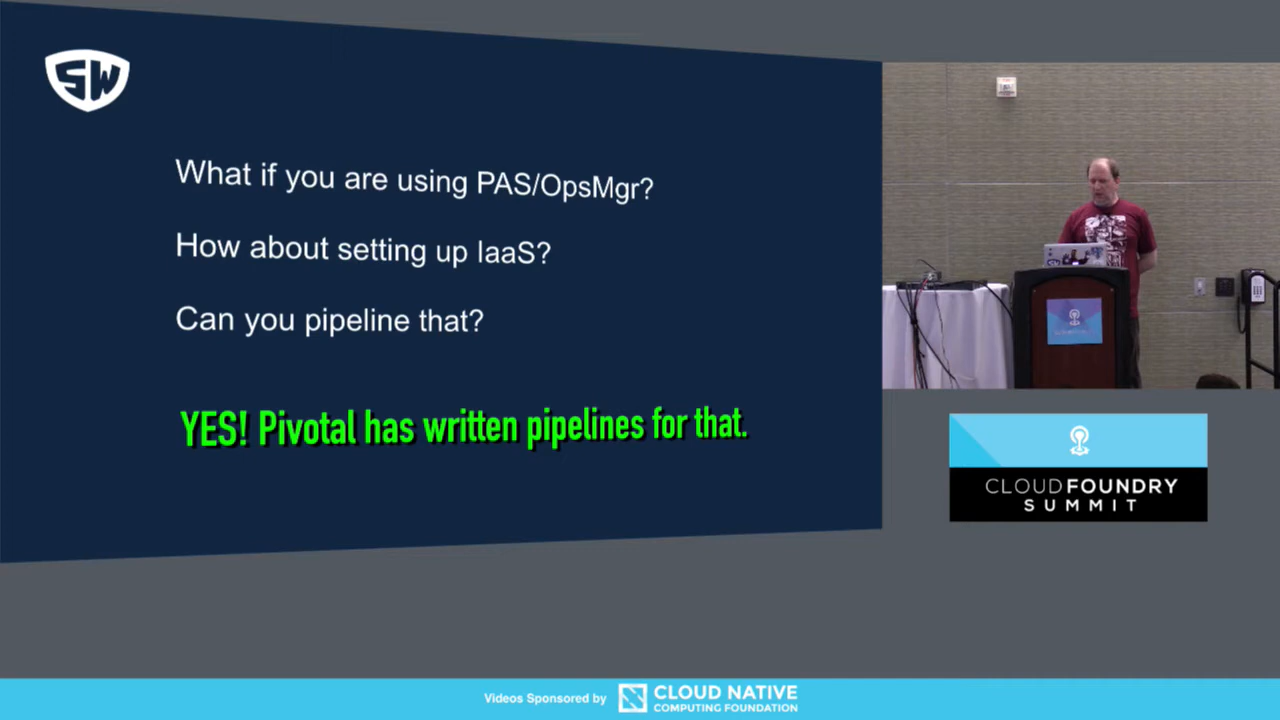 SW
What if you are using PAS/OpsMgr?
How about setting up IaaS?
Can you pipeline that?
YES! Pivotal has written pipelines for that.
CLOUD FOUNDRY
SUMMIT
Videos Sponsored by
CLOUD NATIVE
COMPUTING FOUNDATION